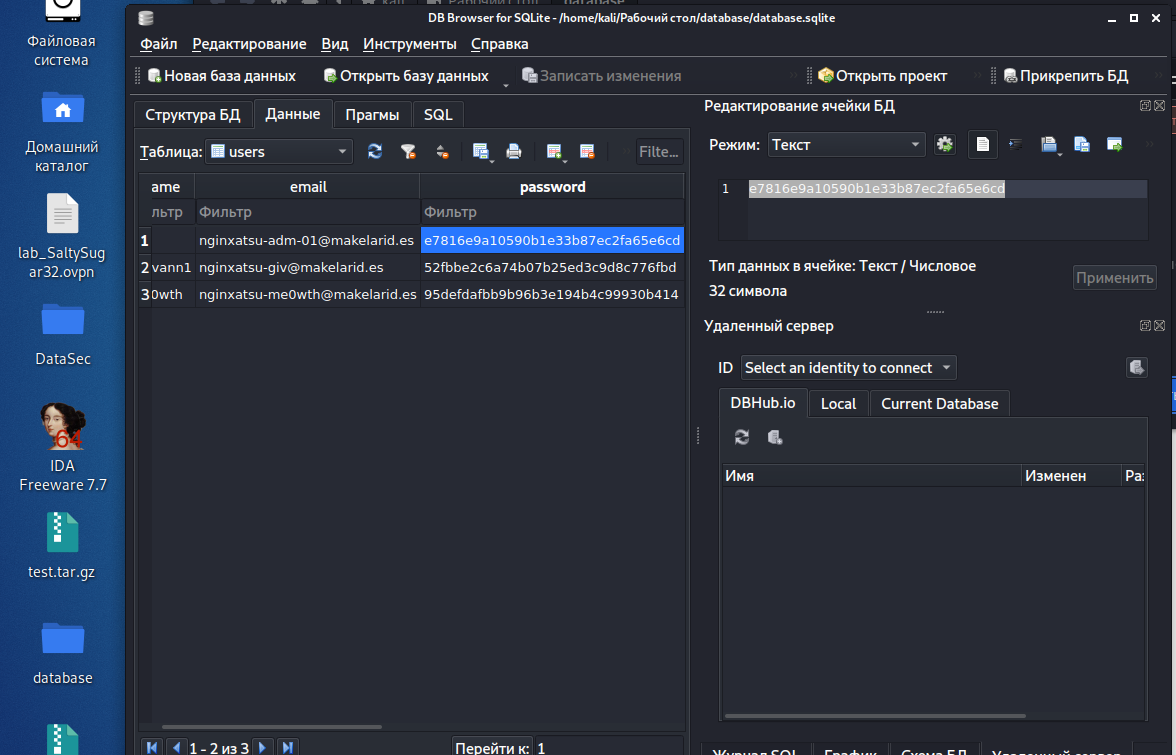 DB Browser for SQLite - /home/kali/Рабочий стол/database/database.sqlite
Файл Редактирование Вид Инструменты Справка
Новая база данных Открыть базу данных Записать изменения Открыть проект Прикрепить БД
Структура БД Данные Прагмы SQL
Таблица: users Filte...
ame email password
льтр Фильтр Фильтр
1 nginxatsu-adm-01@makelarid.es e7816e9a10590b1e33b87ec2fa65e6cd
2 vann1 nginxatsu-giv@makelarid.es 52fbbe2c6a74b07b25ed3c9d8c776fbd
3 0wth nginxatsu-me0wth@makelarid.es 95defdafbb9b96b3e194b4c99930b414
1 - 2 из 3 Перейти к: 1
Редактирование ячейки БД
Режим: Текст
1 e7816e9a10590b1e33b87ec2fa65e6cd
Тип данных в ячейке: Текст / Числовое
32 символа
Применить
Удаленный сервер
ID Select an identity to connect
DBHub.io Local Current Database
Имя Изменен Ра
Журнал SQL График Схема БД Удаленный сервер
Файловая
система
Домашний
каталог
lab_SaltySug
ar32.ovpn
DataSec
64
IDA
Freeware 7.7
test.tar.gz
database